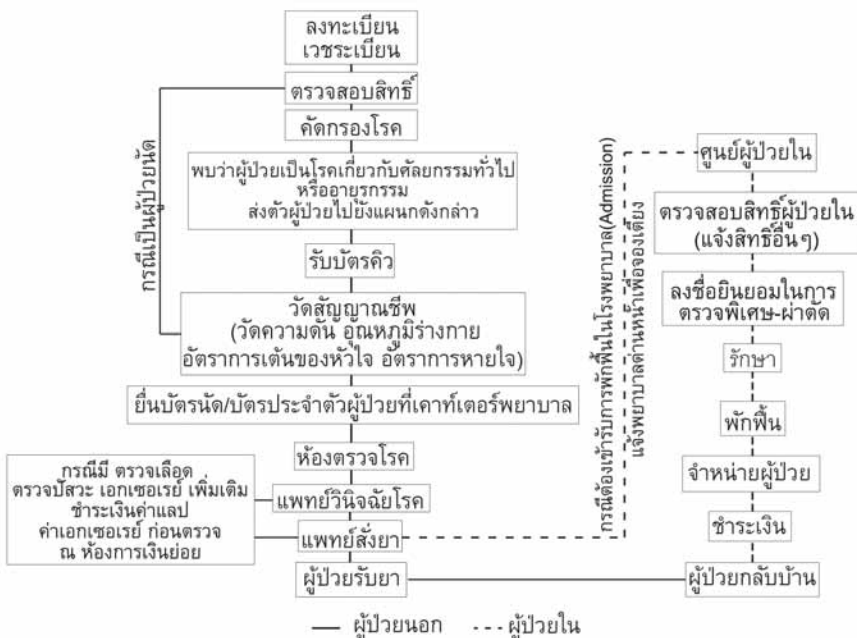 ลงทะเบียน
เวชระเบียน
ตรวจสอบสิทธิ์
คัดกรองโรค
พบว่าผู้ป่วยเป็นโรคเกี่ยวกับศัลยกรรมทั่วไป
หรืออายุรกรรม
ส่งตัวผู้ป่วยไปยังแผนกดังกล่าว
รับบัตรคิว
วัดสัญญาณชีพ
(วัดความดัน อุณหภูมิร่างกาย
อัตราการเต้นของหัวใจ อัตราการหายใจ)
ยื่นบัตรนัด/บัตรประจำตัวผู้ป่วยที่เคาท์เตอร์พยาบาล
ห้องตรวจโรค
แพทย์วินิจฉัยโรค
แพทย์สั่งยา
ผู้ป่วยรับยา
กรณีเป็นผู้ป่วยนัด
กรณีมี ตรวจเลือด
ตรวจปัสวะ เอกเซอเรย์ เพิ่มเติม
ชำระเงินค่าแลป
ค่าเอกเซอเรย์ ก่อนตรวจ
ณ ห้องการเงินย่อย
กรณีต้องเข้ารับการพักฟื้นในโรงพยาบาล(Admission)
แจ้งพยาบาลด้านหน้าเพื่อจองเตียง
ศูนย์ผู้ป่วยใน
ตรวจสอบสิทธิ์ผู้ป่วยใน
(แจ้งสิทธิ์อื่นๆ)
ลงชื่อยินยอมในการ
ตรวจพิเศษ-ผ่าตัด
รักษา
พักฟื้น
จำหน่ายผู้ป่วย
ชำระเงิน
ผู้ป่วยกลับบ้าน
ผู้ป่วยนอก
ผู้ป่วยใน